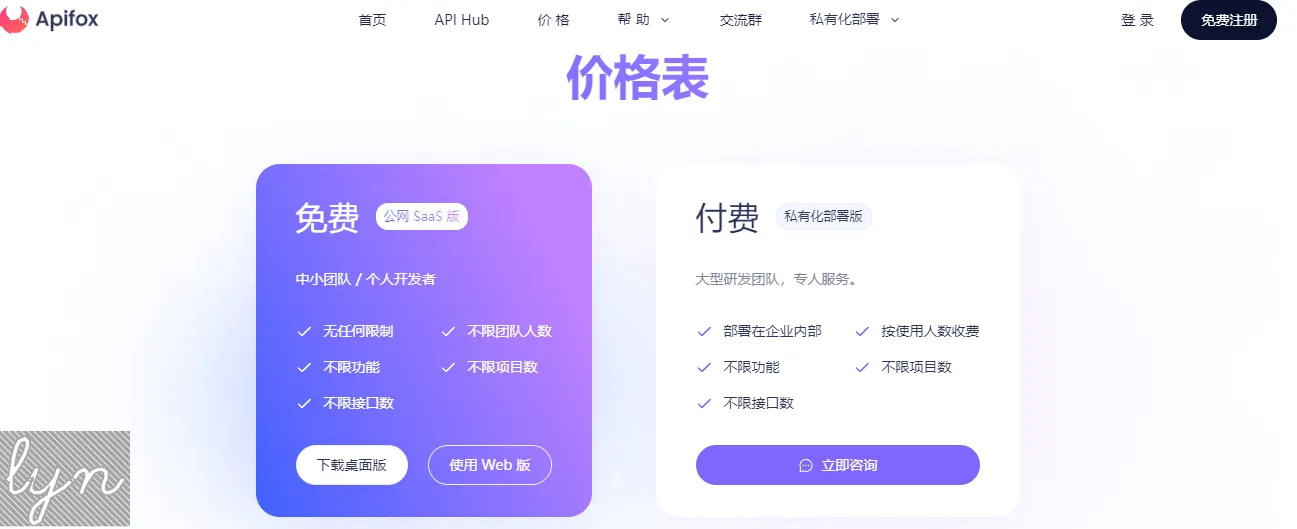 Apifox 首页 API Hub 价 格 帮 助 交流群 私有化部署 登 录 免费注册
价格表
免费 公网 SaaS 版
中小团队 / 个人开发者
无任何限制 不限团队人数
不限功能 不限项目数
不限接口数
下载桌面版 使用 Web 版
付费 私有化部署版
大型研发团队，专人服务。
部署在企业内部 按使用人数收费
不限功能 不限项目数
不限接口数
立即咨询
lyn